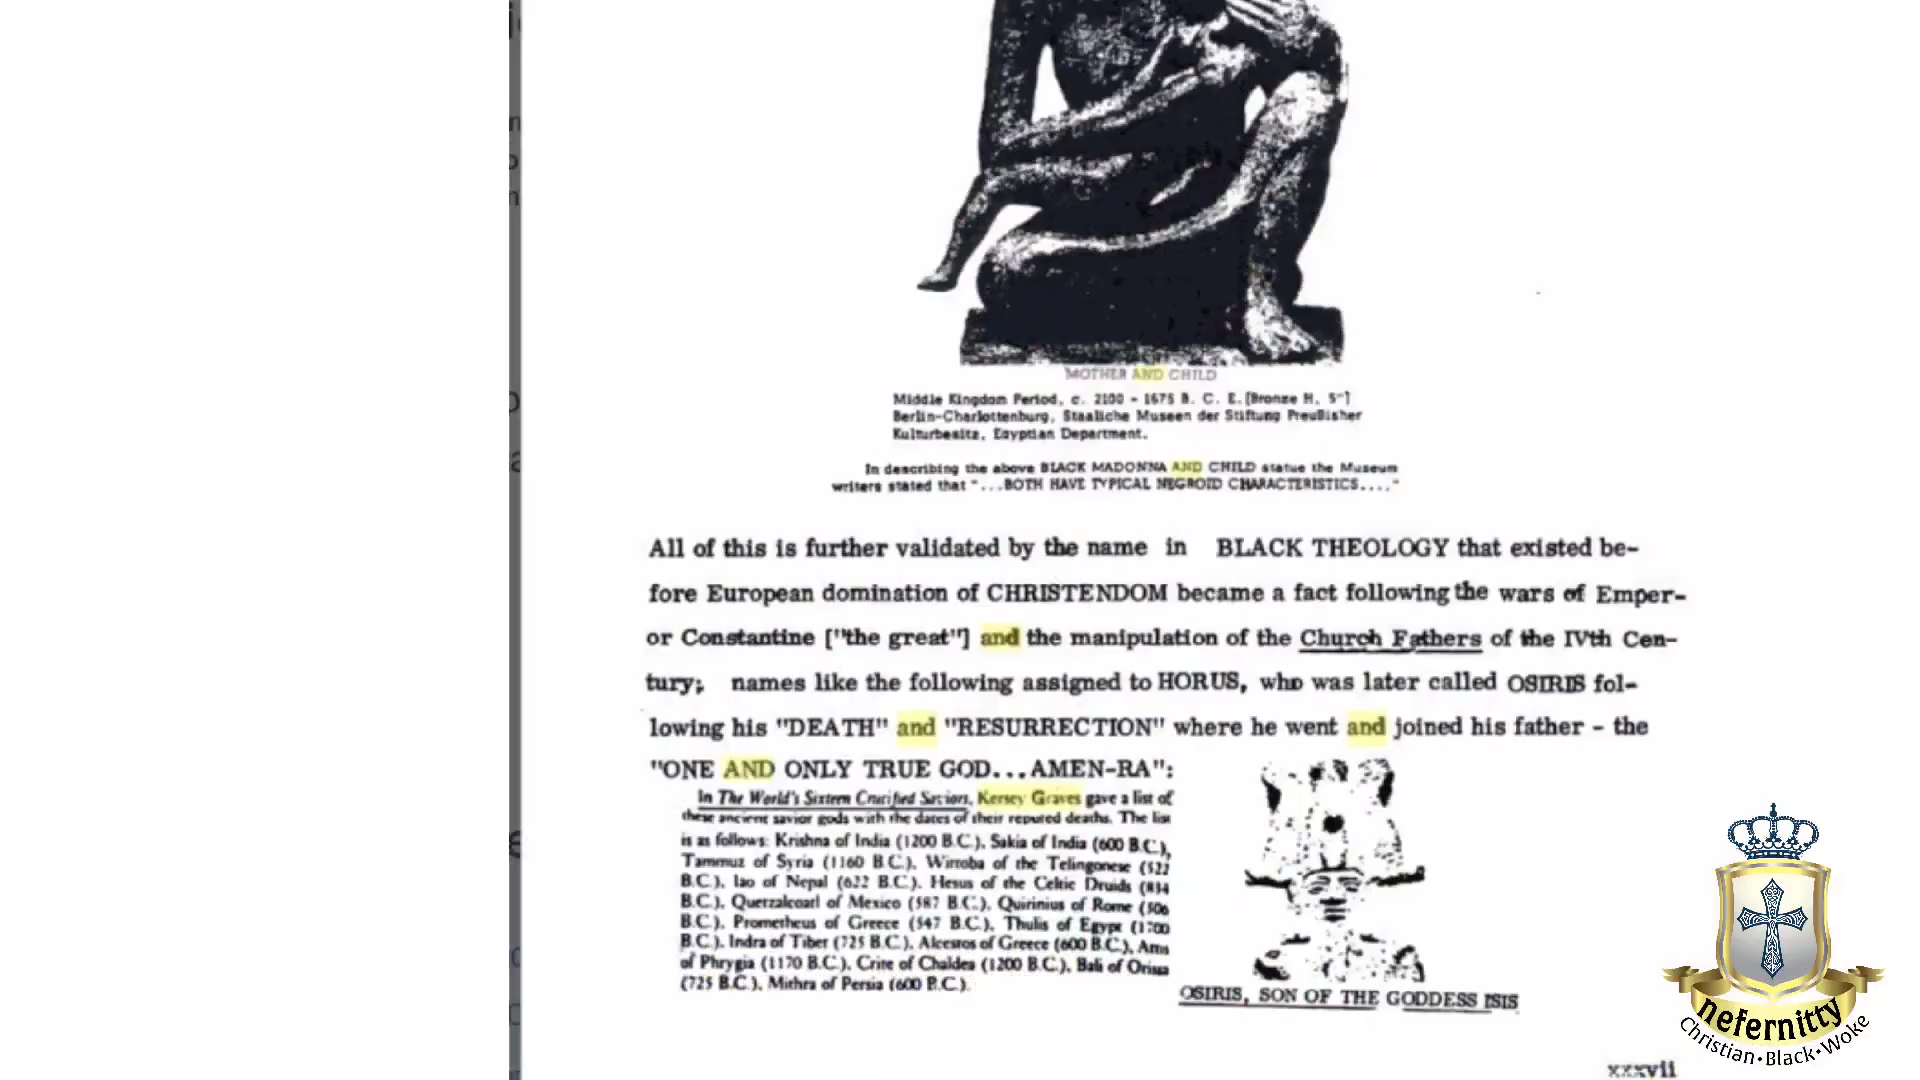 MOTHER AND CHILD
Middle Kingdom Period, c. 2100 - 1675 B. C. E. [Bronze H. 5"]
Berlin-Charlottenburg, Staaliche Museen der Stiftung Preußisher
Kulturbesitz, Egyptian Department.
In describing the above BLACK MADONNA AND CHILD statue the Museum
writers stated that "...BOTH HAVE TYPICAL NEGROID CHARACTERISTICS...."
All of this is further validated by the name in BLACK THEOLOGY that existed be-
fore European domination of CHRISTENDOM became a fact following the wars of Emper-
or Constantine ["the great"] and the manipulation of the Church Fathers of the IVth Cen-
tury; names like the following assigned to HORUS, who was later called OSIRIS fol-
lowing his "DEATH" and "RESURRECTION" where he went and joined his father - the
"ONE AND ONLY TRUE GOD...AMEN-RA":
In The World's Sixteen Crucified Saviors, Kersey Graves gave a list of
these ancient savior gods with the dates of their reputed deaths. The list
is as follows: Krishna of India (1200 B.C.), Sakia of India (600 B.C.),
Tammuz of Syria (1160 B.C.), Wittoba of the Telingonese (522
B.C.), Iao of Nepal (622 B.C.), Hesus of the Celtic Druids (834
B.C.), Quetzalcoatl of Mexico (587 B.C.), Quirinius of Rome (506
B.C.), Prometheus of Greece (547 B.C.), Thulis of Egypt (1700
B.C.), Indra of Tibet (725 B.C.), Alcestos of Greece (600 B.C.), Attis
of Phrygia (1170 B.C.), Crite of Chaldea (1200 B.C.), Bali of Orissa
(725 B.C.), Mithra of Persia (600 B.C.).
OSIRIS, SON OF THE GODDESS ISIS
xxxvii
nefernitty
Christian•Black•Woke